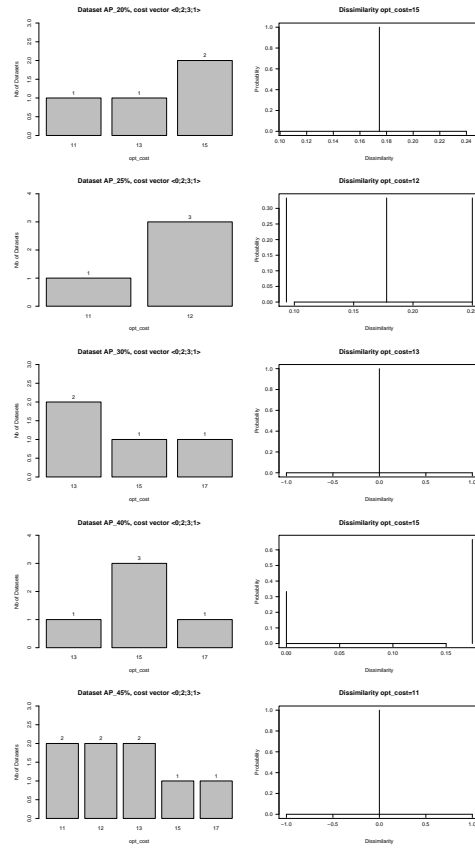 Dataset AP_20%, cost vector <0;2;3;1>
Nb of Datasets
0.0 0.5 1.0 1.5 2.0 2.5 3.0
1 1 2
11 13 15
opt_cost
Dissimilarity opt_cost=15
Probability
1.0
0.8
0.6
0.4
0.2
0.0
0.10 0.12 0.14 0.16 0.18 0.20 0.22 0.24
Dissimilarity
Dataset AP_25%, cost vector <0;2;3;1>
Nb of Datasets
0 1 2 3 4
1 3
11 12
opt_cost
Dissimilarity opt_cost=12
Probability
0.30
0.25
0.20
0.15
0.10
0.05
0.00
0.10 0.15 0.20 0.25
Dissimilarity
Dataset AP_30%, cost vector <0;2;3;1>
Nb of Datasets
0.0 0.5 1.0 1.5 2.0 2.5 3.0
2 1 1
13 15 17
opt_cost
Dissimilarity opt_cost=13
Probability
1.0
0.8
0.6
0.4
0.2
0.0
−1.0 −0.5 0.0 0.5 1.0
Dissimilarity
Dataset AP_40%, cost vector <0;2;3;1>
Nb of Datasets
0 1 2 3 4
1 3 1
13 15 17
opt_cost
Dissimilarity opt_cost=15
Probability
0.6
0.5
0.4
0.3
0.2
0.1
0.0
0.00 0.05 0.10 0.15
Dissimilarity
Dataset AP_45%, cost vector <0;2;3;1>
Nb of Datasets
0.0 0.5 1.0 1.5 2.0 2.5 3.0
2 2 2 1 1
11 12 13 15 17
opt_cost
Dissimilarity opt_cost=11
Probability
1.0
0.8
0.6
0.4
0.2
0.0
−1.0 −0.5 0.0 0.5 1.0
Dissimilarity